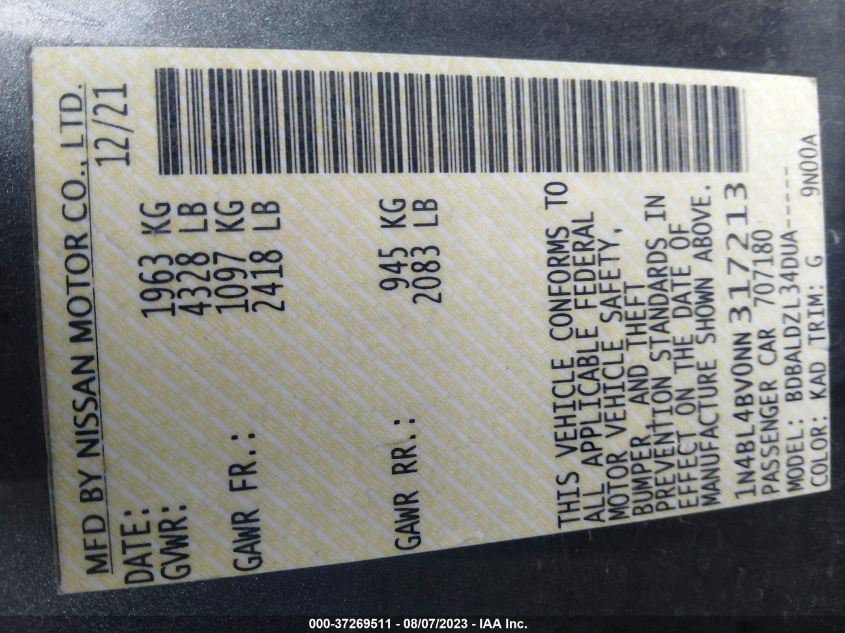 MFD BY NISSAN MOTOR CO., LTD.
DATE: 12/21
GVWR: 1963 KG
4328 LB
GAWR FR.: 1097 KG
2418 LB
GAWR RR.: 945 KG
2083 LB
THIS VEHICLE CONFORMS TO
ALL APPLICABLE FEDERAL
MOTOR VEHICLE SAFETY,
BUMPER AND THEFT
PREVENTION STANDARDS IN
EFFECT ON THE DATE OF
MANUFACTURE SHOWN ABOVE.
1N4BL4BV0NN317213
PASSENGER CAR 707180
MODEL: BDBALDZL34DUA-----
COLOR: KAD TRIM: G 9N00A
000-37269511 - 08/07/2023 - IAA Inc.